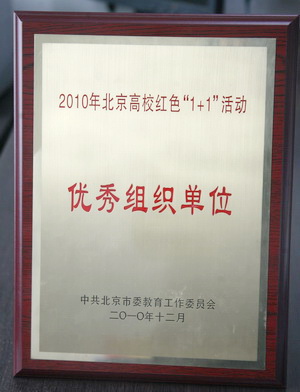 2010年北京高校红色“1+1”活动
优秀组织单位
中共北京市委教育工作委员会
二〇一〇年十二月